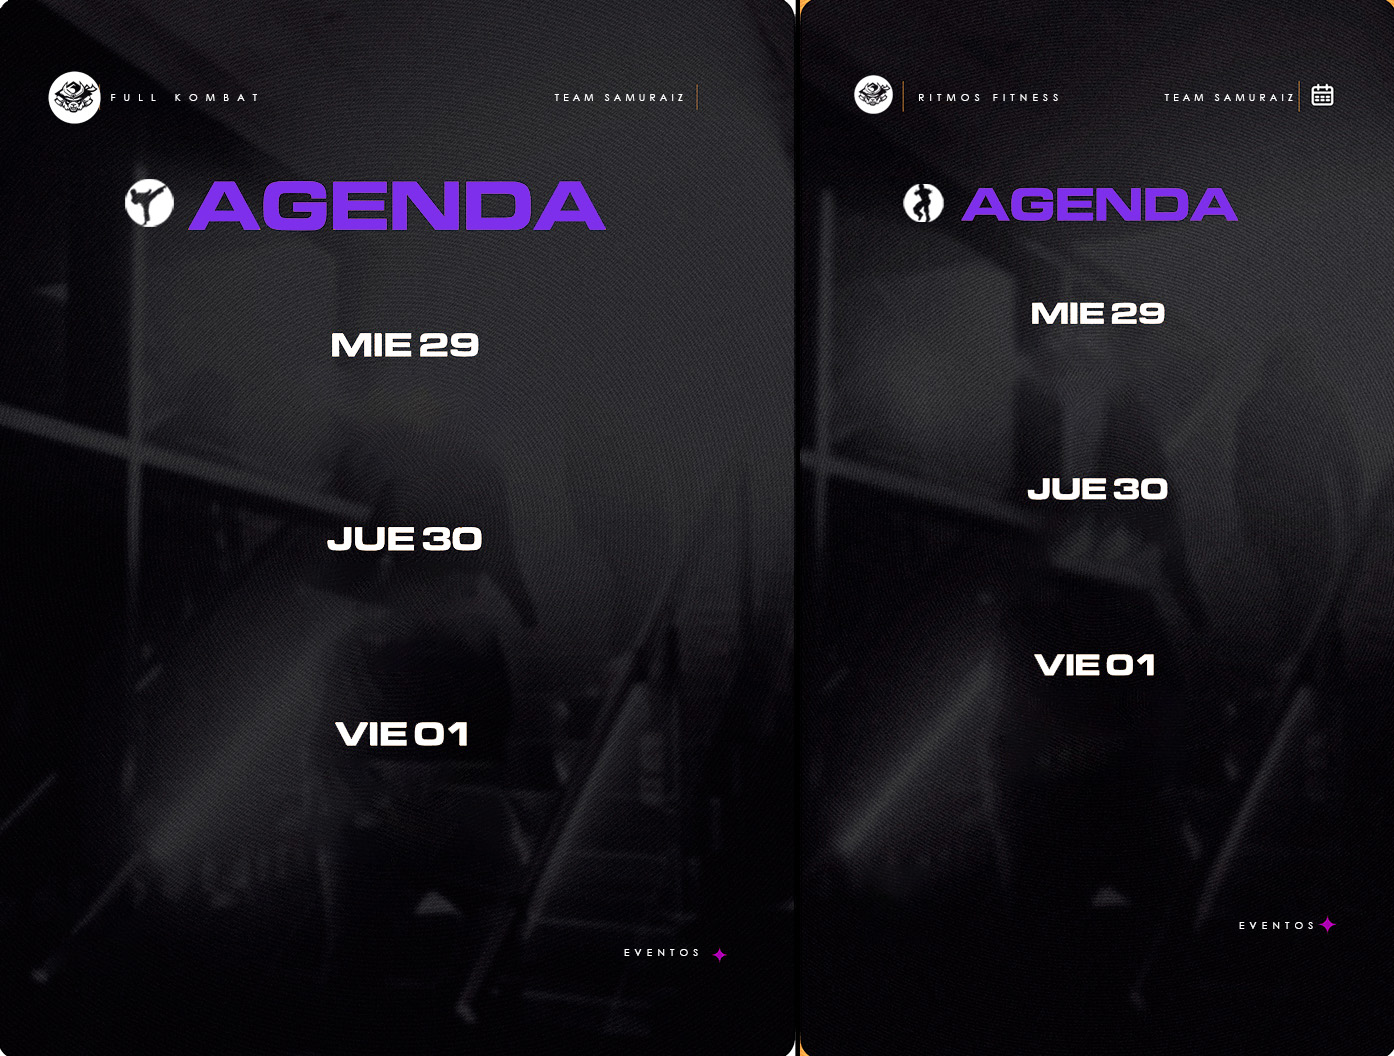 FULL KOMBAT
TEAM SAMURAIZ
AGENDA
MIE 29
JUE 30
VIE 01
EVENTOS
RITMOS FITNESS
TEAM SAMURAIZ
AGENDA
MIE 29
JUE 30
VIE 01
EVENTOS